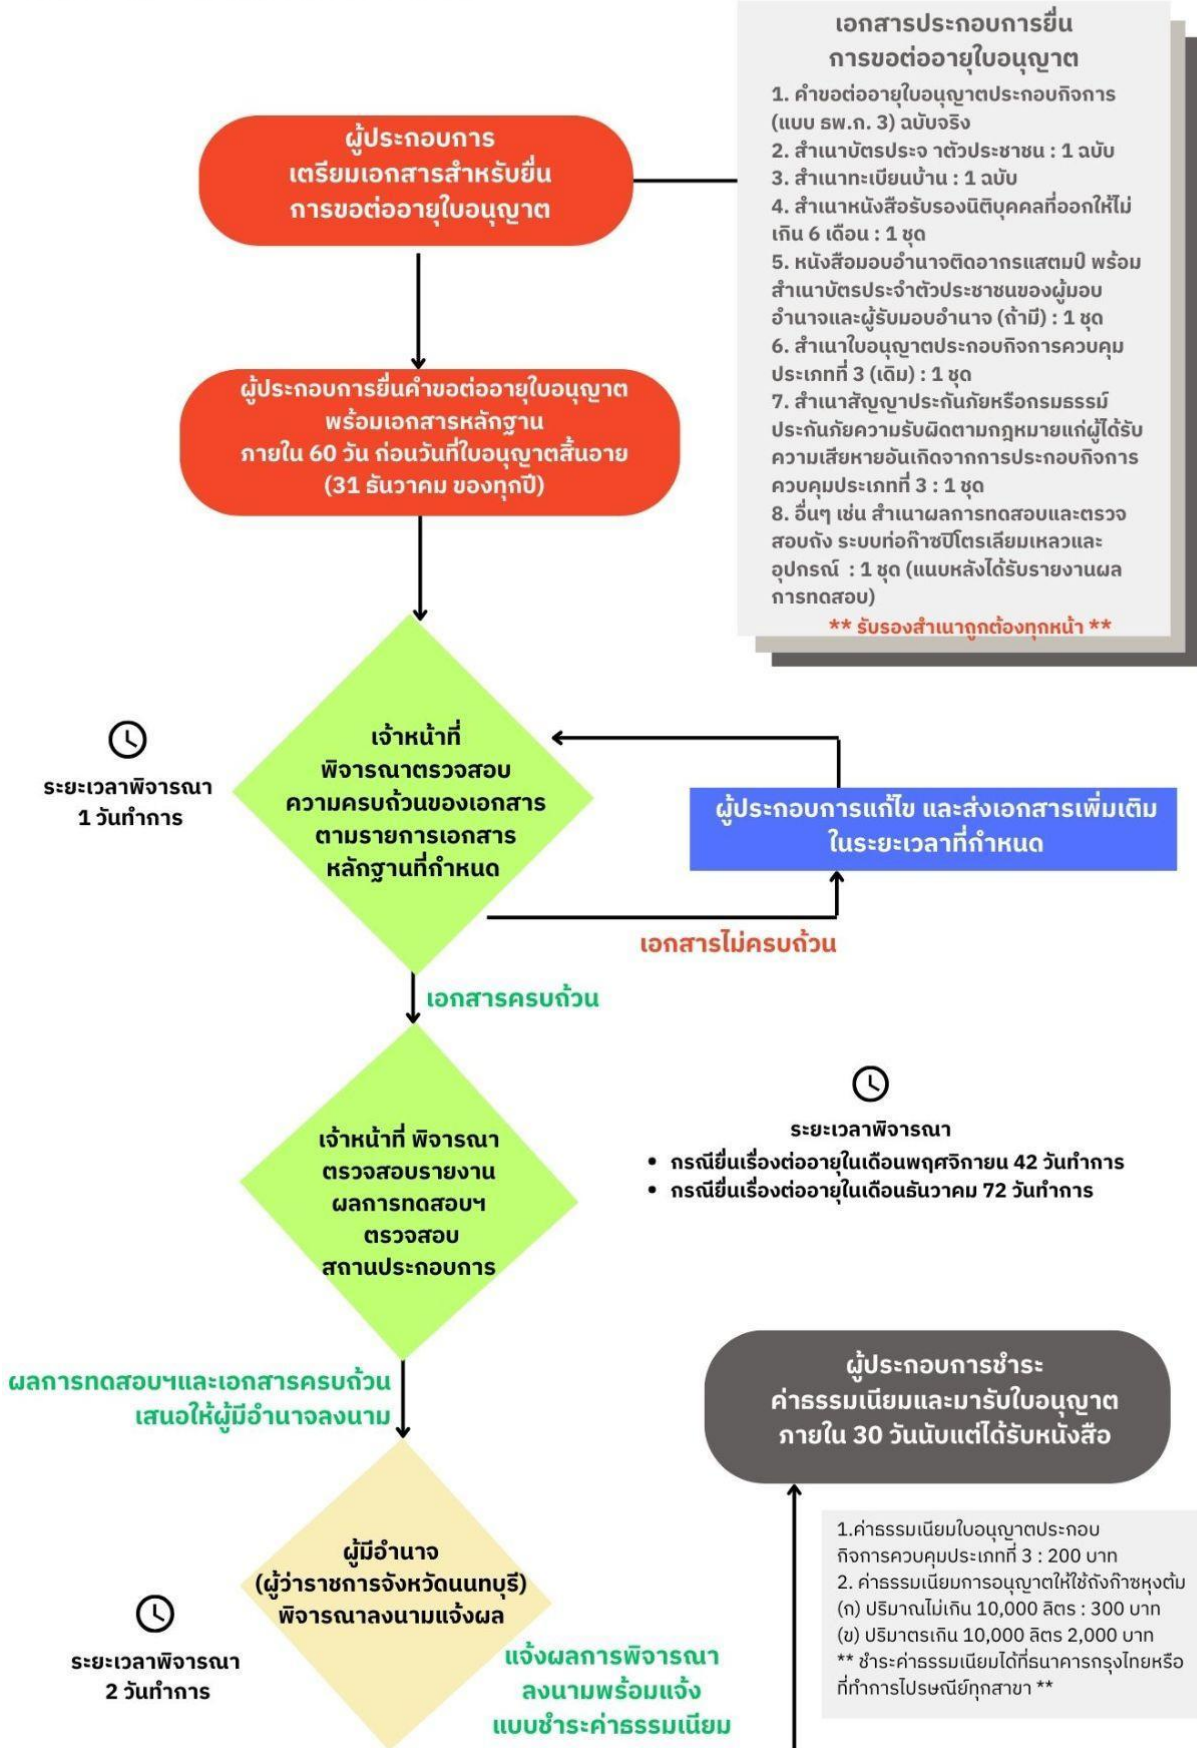 เอกสารประกอบการยื่น
การขอต่ออายุใบอนุญาต
1. คำขอต่ออายุใบอนุญาตประกอบกิจการ
(แบบ ธพ.ก. 3) ฉบับจริง
2. สำเนาบัตรประจ าตัวประชาชน : 1 ฉบับ
3. สำเนาทะเบียนบ้าน : 1 ฉบับ
4. สำเนาหนังสือรับรองนิติบุคคลที่ออกให้ไม่
เกิน 6 เดือน : 1 ชุด
5. หนังสือมอบอำนาจติดอากรแสตมป์ พร้อม
สำเนาบัตรประจำตัวประชาชนของผู้มอบ
อำนาจและผู้รับมอบอำนาจ (ถ้ามี) : 1 ชุด
6. สำเนาใบอนุญาตประกอบกิจการควบคุม
ประเภทที่ 3 (เดิม) : 1 ชุด
7. สำเนาสัญญาประกันภัยหรือกรมธรรม์
ประกันภัยความรับผิดตามกฎหมายแก่ผู้ได้รับ
ความเสียหายอันเกิดจากการประกอบกิจการ
ควบคุมประเภทที่ 3 : 1 ชุด
8. อื่นๆ เช่น สำเนาผลการทดสอบและตรวจ
สอบถัง ระบบท่อก๊าซปิโตรเลียมเหลวและ
อุปกรณ์ : 1 ชุด (แนบหลังได้รับรายงานผล
การทดสอบ)
** รับรองสำเนาถูกต้องทุกหน้า **
ผู้ประกอบการ
เตรียมเอกสารสำหรับยื่น
การขอต่ออายุใบอนุญาต
ผู้ประกอบการยื่นคำขอต่ออายุใบอนุญาต
พร้อมเอกสารหลักฐาน
ภายใน 60 วัน ก่อนวันที่ใบอนุญาตสิ้นอาย
(31 ธันวาคม ของทุกปี)
ระยะเวลาพิจารณา
1 วันทำการ
เจ้าหน้าที่
พิจารณาตรวจสอบ
ความครบถ้วนของเอกสาร
ตามรายการเอกสาร
หลักฐานที่กำหนด
ผู้ประกอบการแก้ไข และส่งเอกสารเพิ่มเติม
ในระยะเวลาที่กำหนด
เอกสารไม่ครบถ้วน
เอกสารครบถ้วน
เจ้าหน้าที่ พิจารณา
ตรวจสอบรายงาน
ผลการทดสอบฯ
ตรวจสอบ
สถานประกอบการ
ระยะเวลาพิจารณา
• กรณียื่นเรื่องต่ออายุในเดือนพฤศจิกายน 42 วันทำการ
• กรณียื่นเรื่องต่ออายุในเดือนธันวาคม 72 วันทำการ
ผลการทดสอบฯและเอกสารครบถ้วน
เสนอให้ผู้มีอำนาจลงนาม
ผู้มีอำนาจ
(ผู้ว่าราชการจังหวัดนนทบุรี)
พิจารณาลงนามแจ้งผล
ระยะเวลาพิจารณา
2 วันทำการ
แจ้งผลการพิจารณา
ลงนามพร้อมแจ้ง
แบบชำระค่าธรรมเนียม
ผู้ประกอบการชำระ
ค่าธรรมเนียมและมารับใบอนุญาต
ภายใน 30 วันนับแต่ได้รับหนังสือ
1.ค่าธรรมเนียมใบอนุญาตประกอบ
กิจการควบคุมประเภทที่ 3 : 200 บาท
2. ค่าธรรมเนียมการอนุญาตให้ใช้ถังก๊าซหุงต้ม
(ก) ปริมาณไม่เกิน 10,000 ลิตร : 300 บาท
(ข) ปริมาตรเกิน 10,000 ลิตร 2,000 บาท
** ชำระค่าธรรมเนียมได้ที่ธนาคารกรุงไทยหรือ
ที่ทำการไปรษณีย์ทุกสาขา **